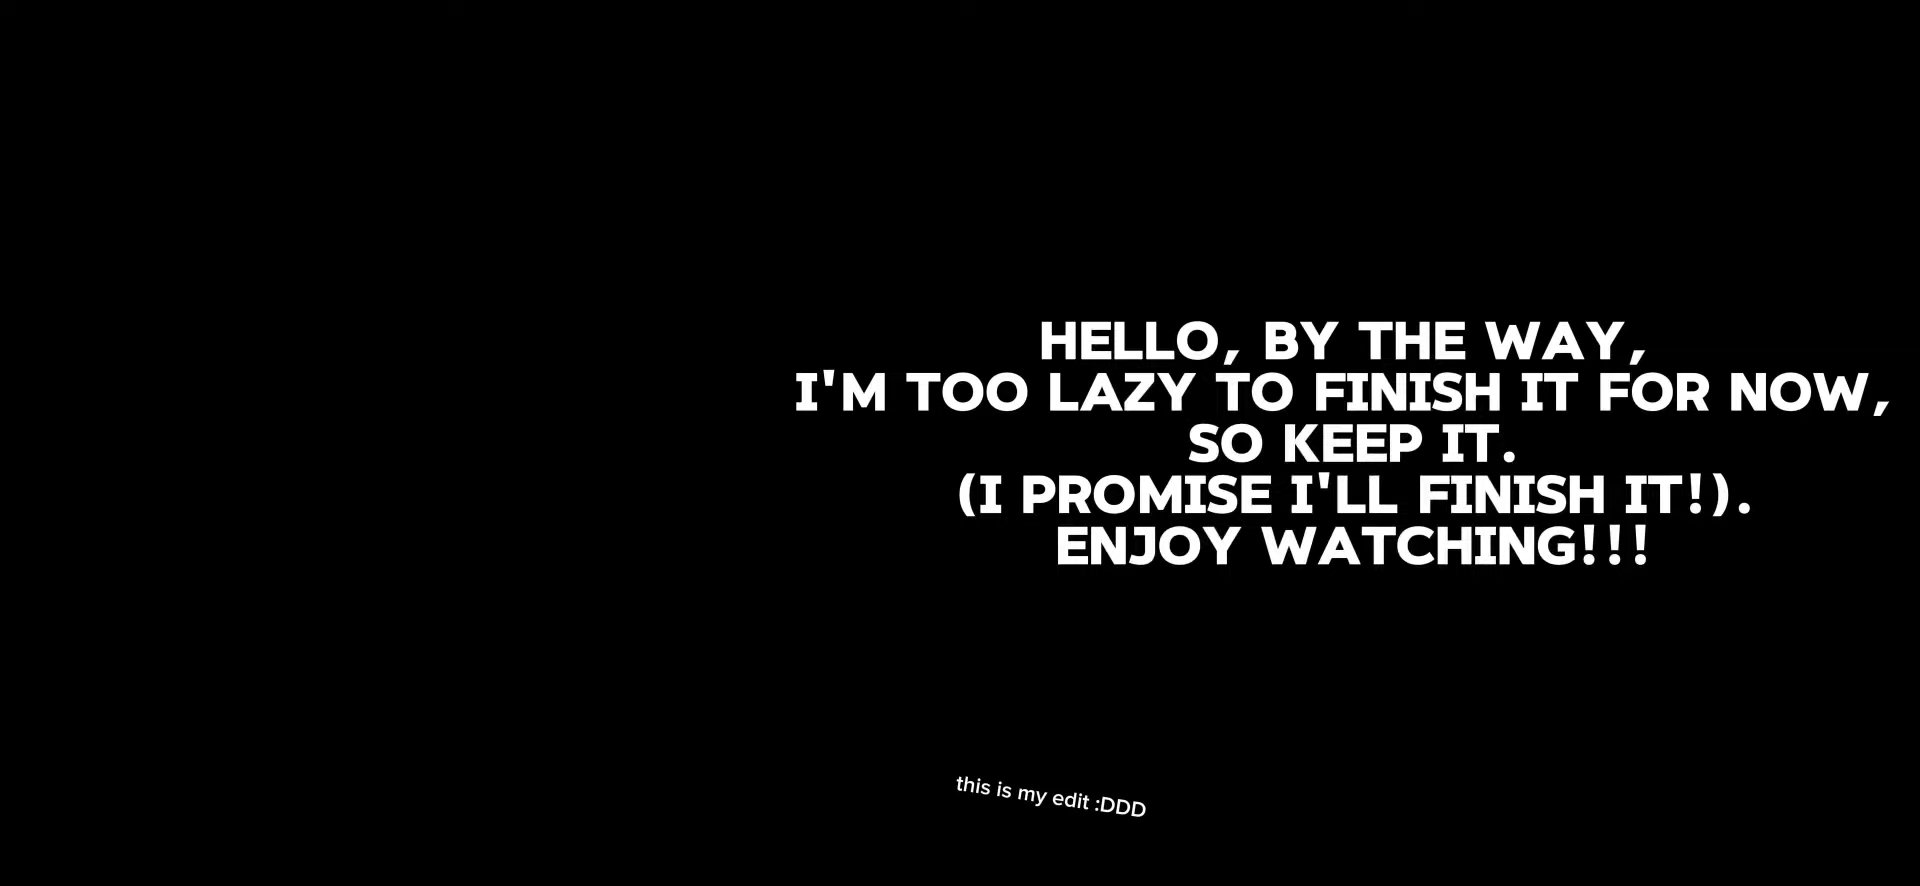 HELLO, BY THE WAY,
I'M TOO LAZY TO FINISH IT FOR NOW,
SO KEEP IT.
(I PROMISE I'LL FINISH IT!).
ENJOY WATCHING!!!
this is my edit :DDD